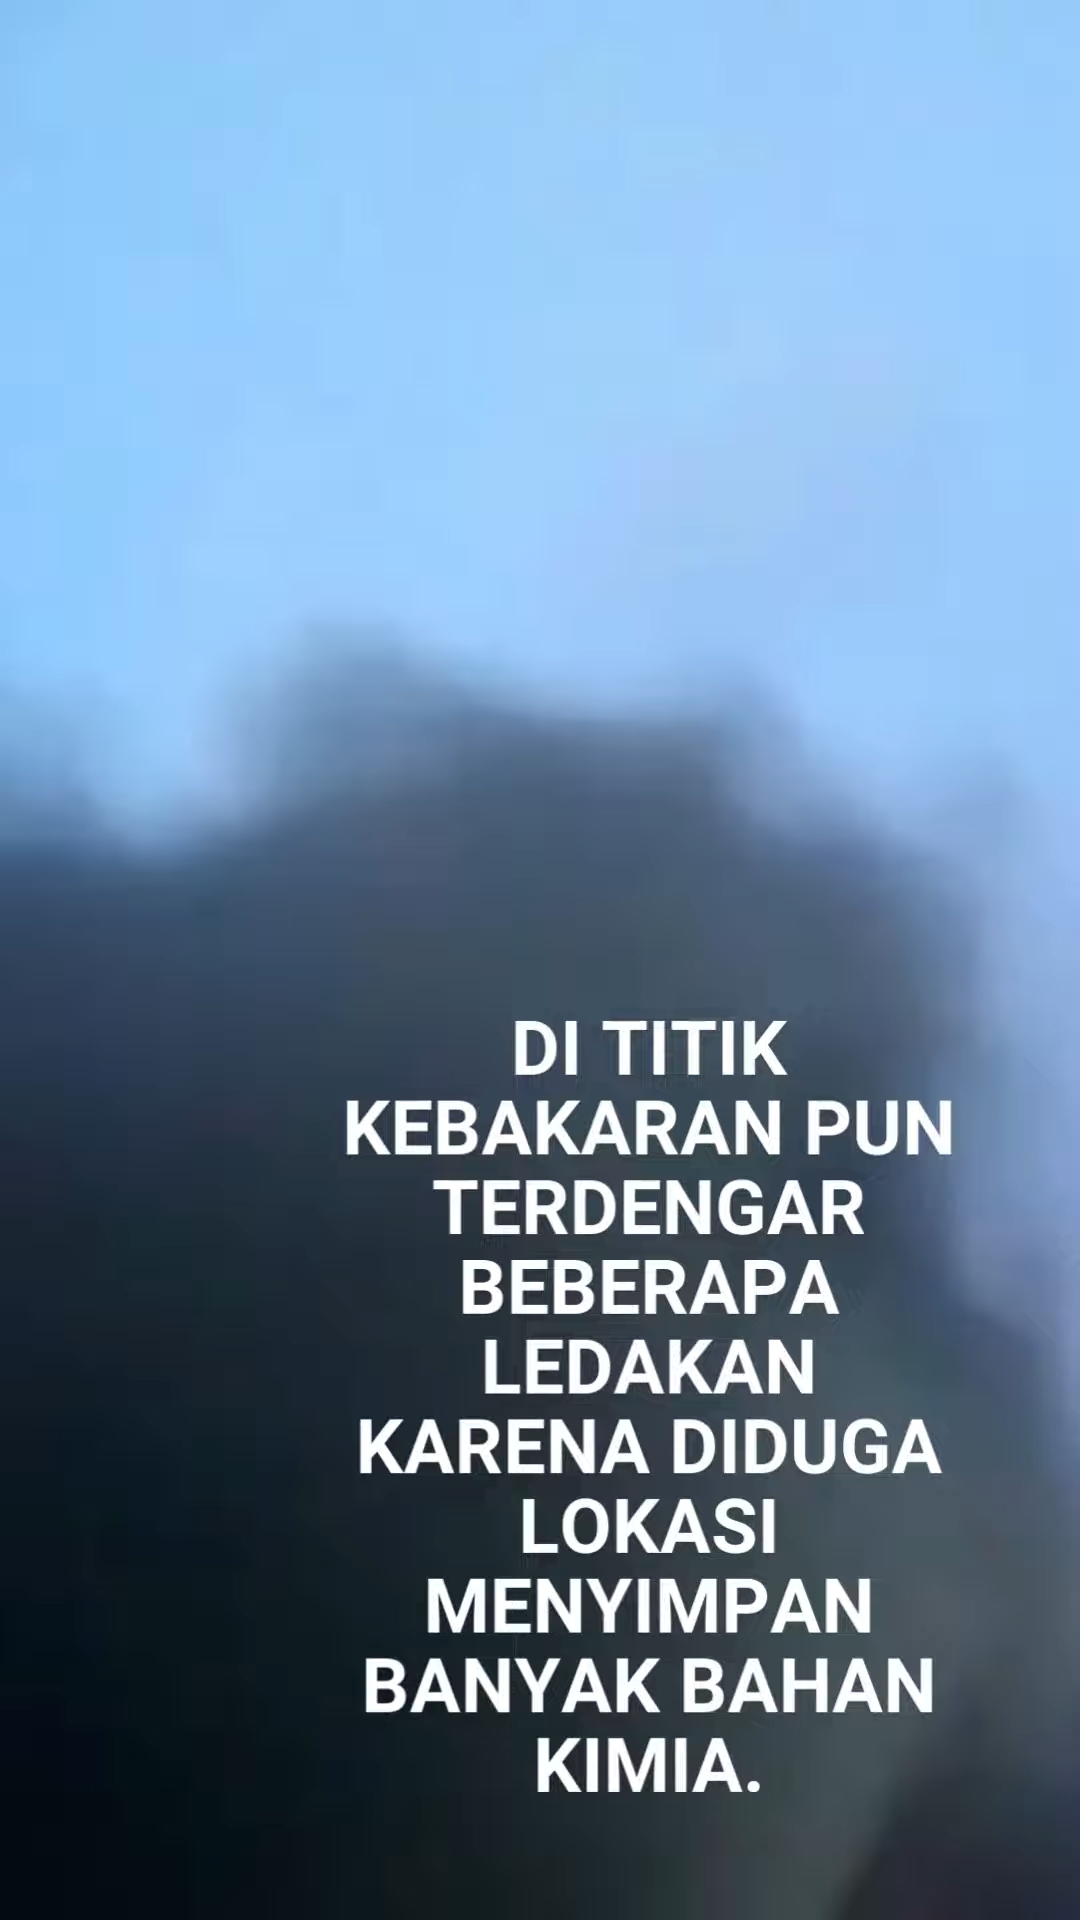 DI TITIK
KEBAKARAN PUN
TERDENGAR
BEBERAPA
LEDAKAN
KARENA DIDUGA
LOKASI
MENYIMPAN
BANYAK BAHAN
KIMIA.